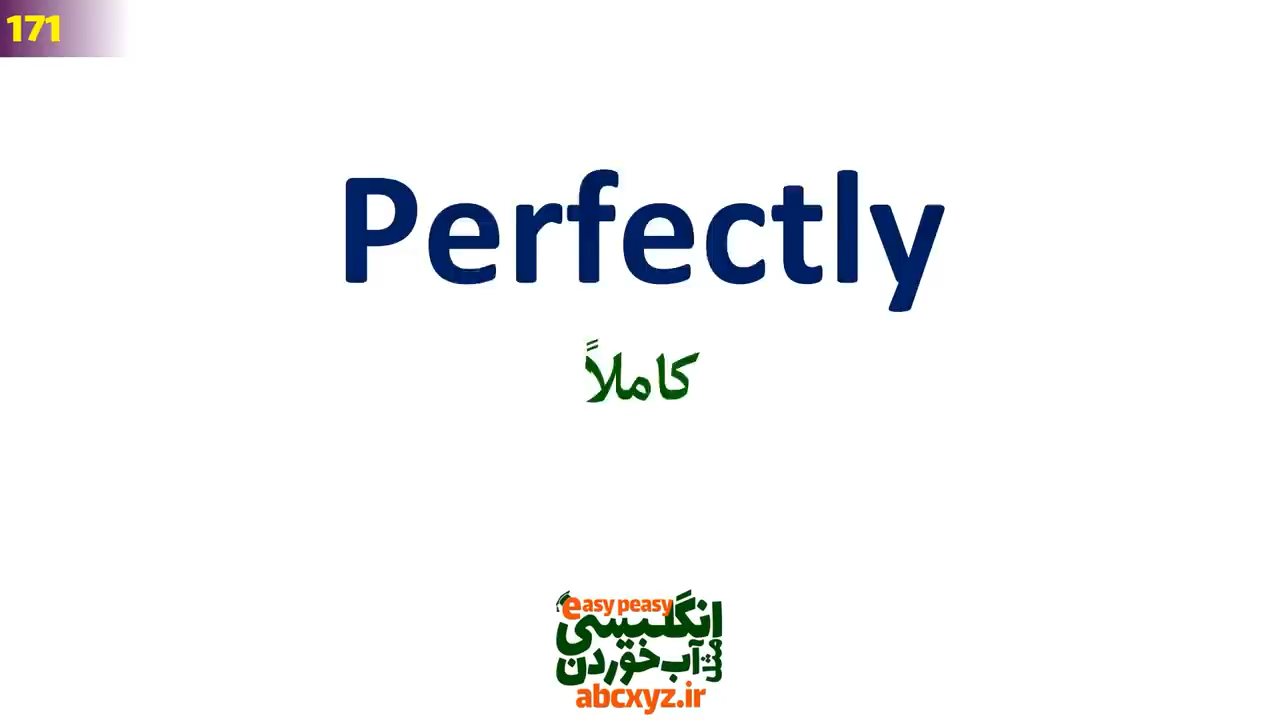 171
Perfectly
کاملاً
easy peasy
انگلیسی
مثل آب خوردن
abcxyz.ir